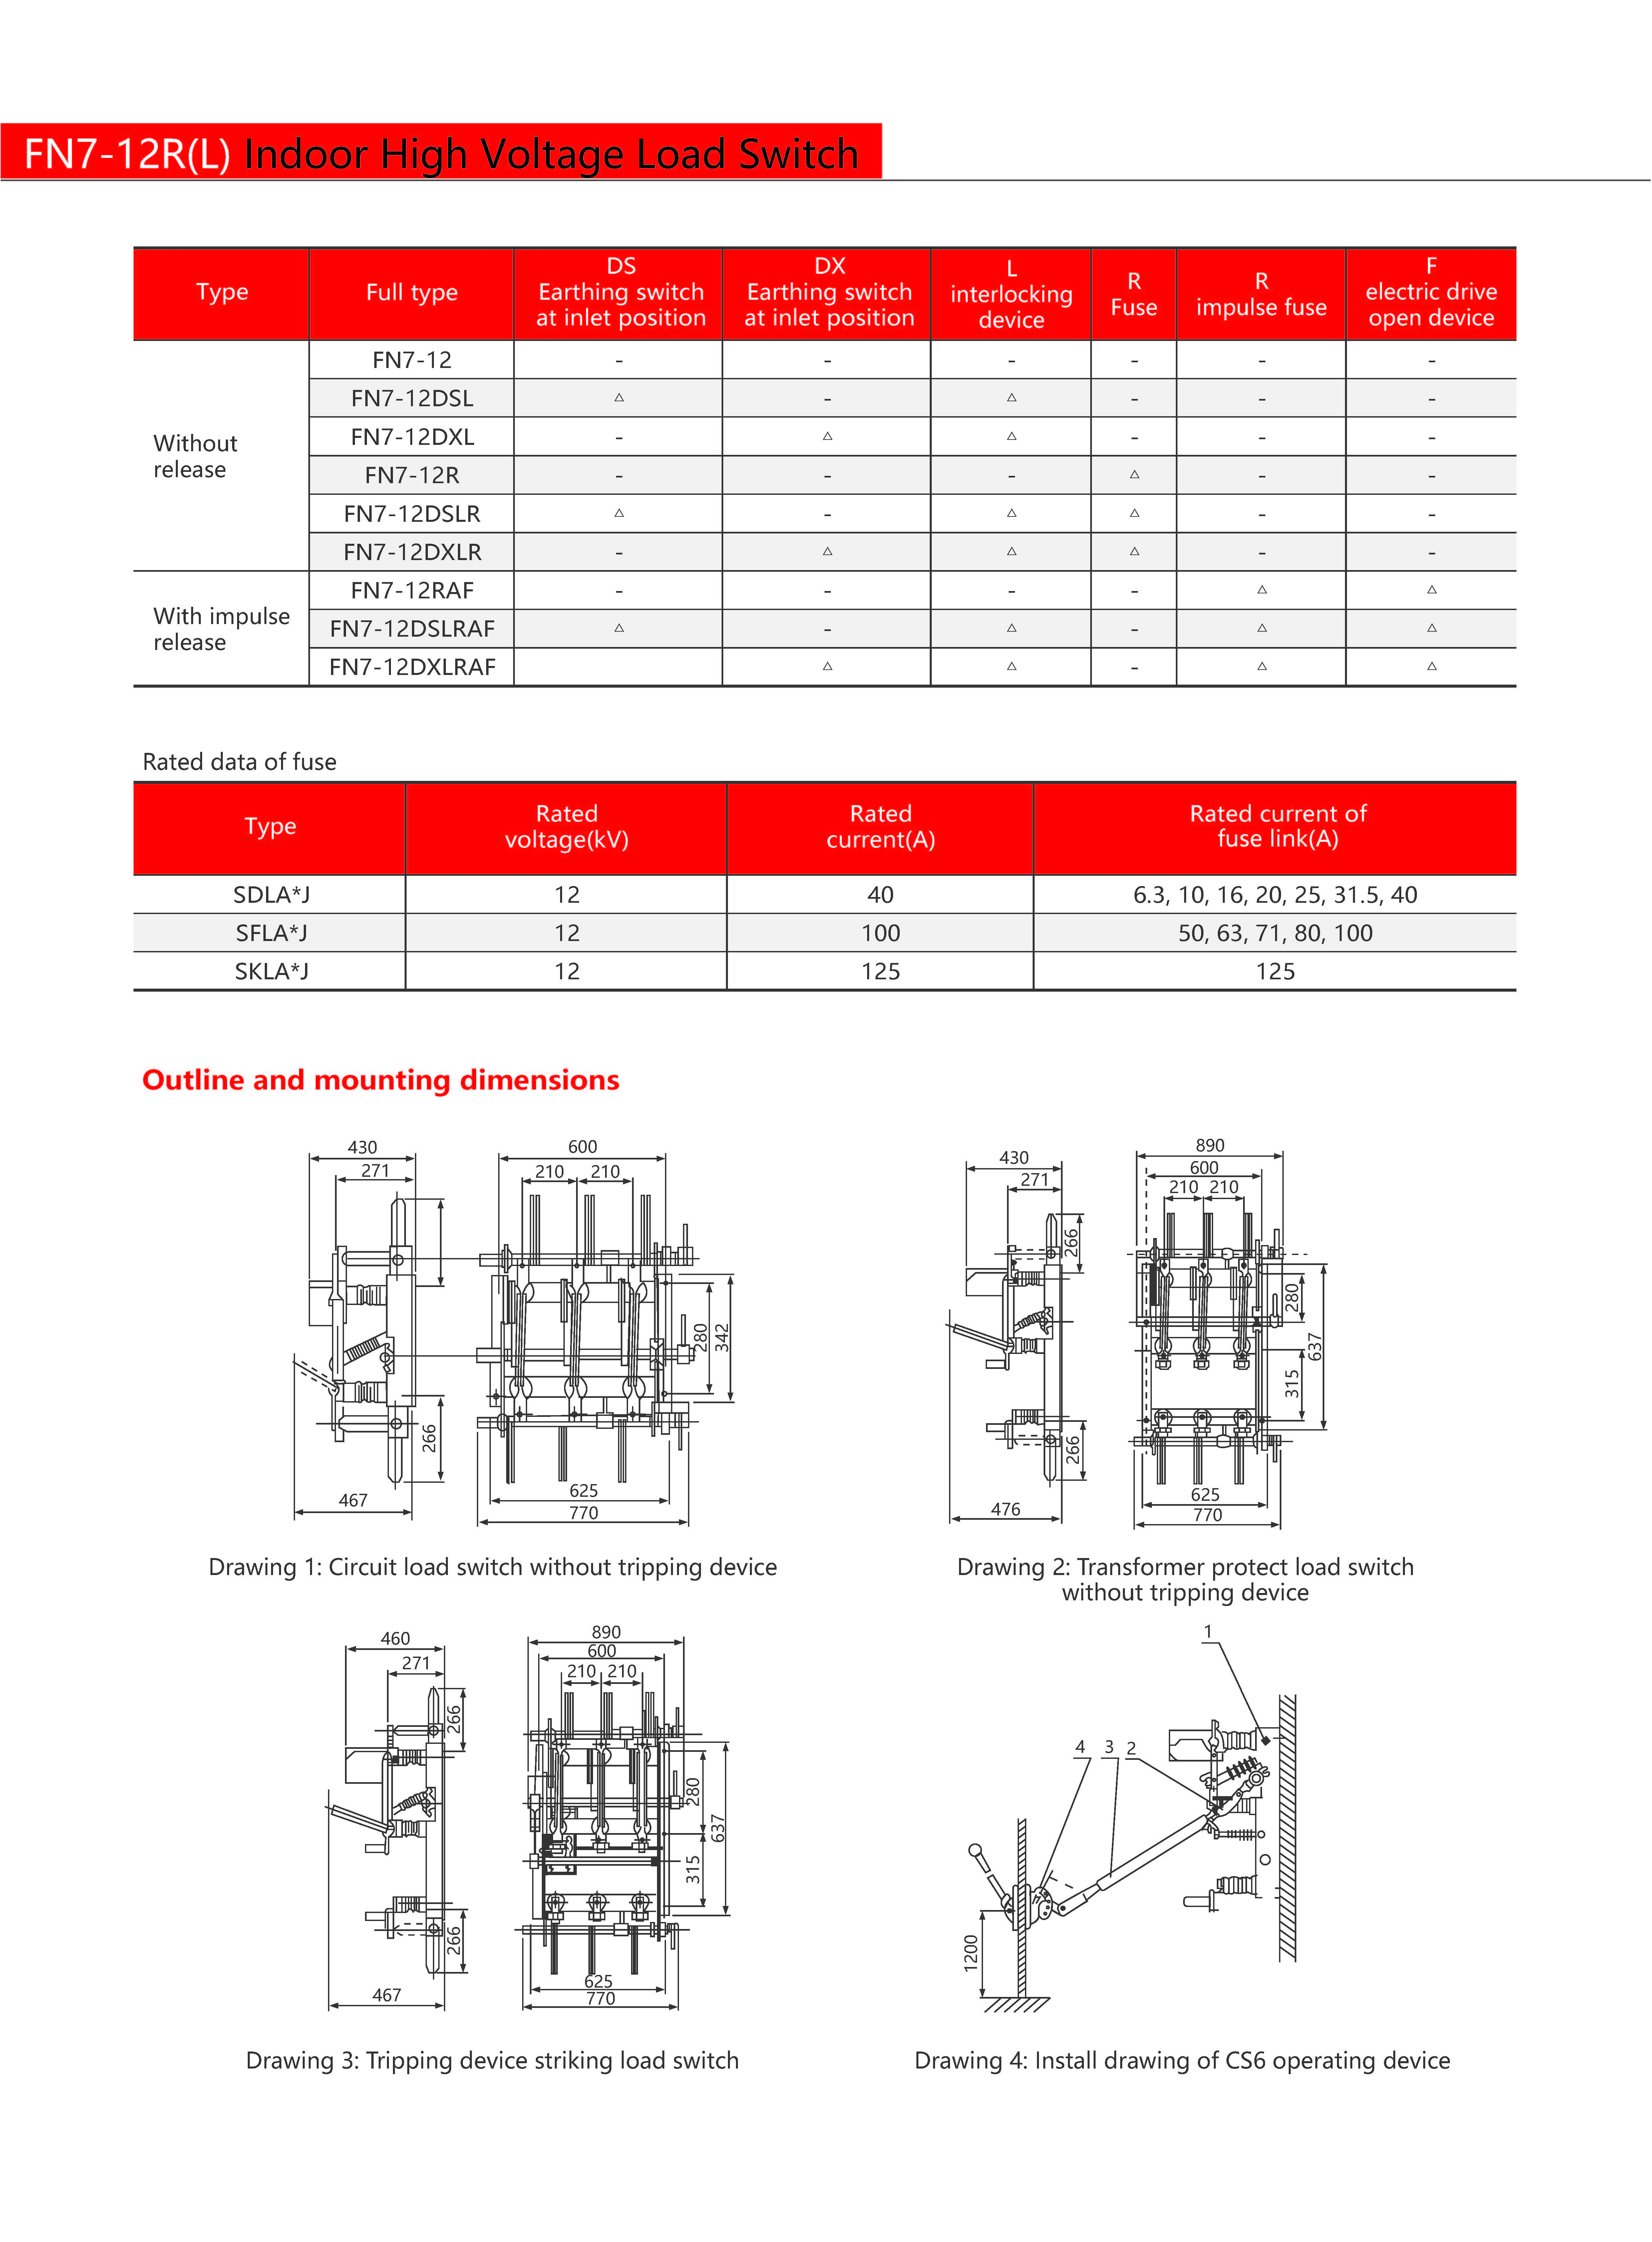 FN7-12R(L) Indoor High Voltage Load Switch
Type
Full type
DS
Earthing switch
at inlet position
DX
Earthing switch
at inlet position
L
interlocking
device
R
Fuse
R
impulse fuse
F
electric drive
open device
Without
release
FN7-12 - - - - - -
FN7-12DSL △ - △ - - -
FN7-12DXL - △ △ - - -
FN7-12R - - - △ - -
FN7-12DSLR △ - △ △ - -
FN7-12DXLR - △ △ △ - -
With impulse
release
FN7-12RAF - - - - △ △
FN7-12DSLRAF △ - △ - △ △
FN7-12DXLRAF △ △ - △ △
Rated data of fuse
Type
Rated
voltage(kV)
Rated
current(A)
Rated current of
fuse link(A)
SDLA*J 12 40 6.3, 10, 16, 20, 25, 31.5, 40
SFLA*J 12 100 50, 63, 71, 80, 100
SKLA*J 12 125 125
Outline and mounting dimensions
430
271
266
467
600
210 210
280
342
625
770
Drawing 1: Circuit load switch without tripping device
430
271
266
266
476
890
600
210 210
280
637
315
625
770
Drawing 2: Transformer protect load switch
without tripping device
460
271
266
266
467
890
600
210 210
280
637
315
625
770
Drawing 3: Tripping device striking load switch
1
4 3 2
1200
Drawing 4: Install drawing of CS6 operating device